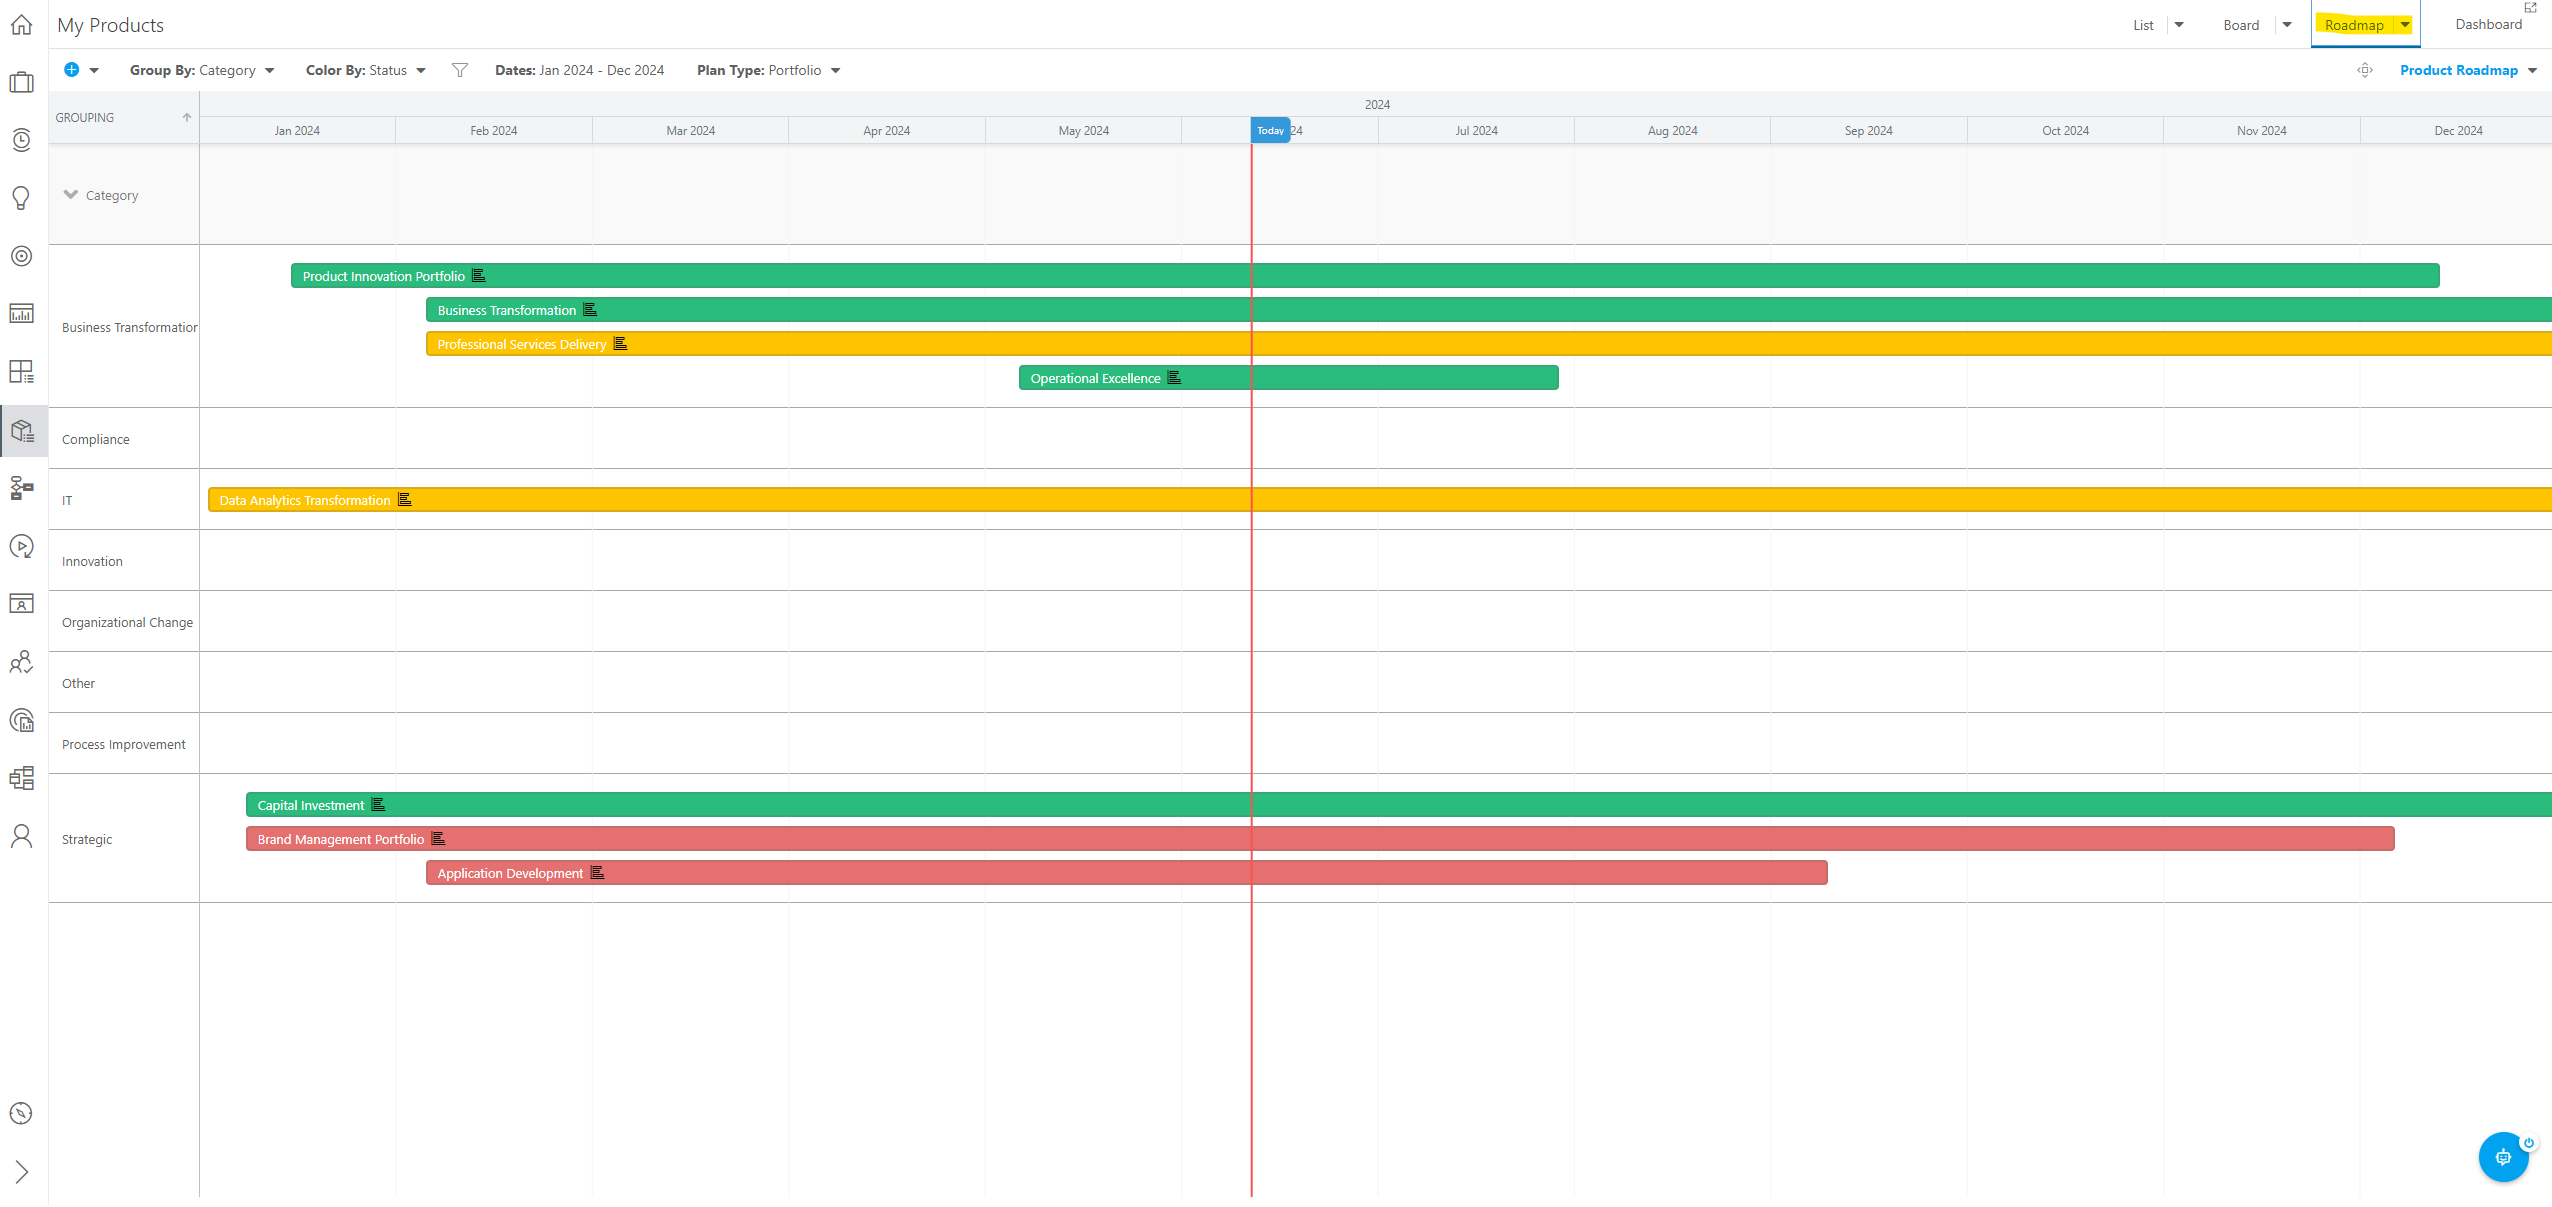 My Products
List Board Roadmap Dashboard
Group By: Category Color By: Status Dates: Jan 2024 - Dec 2024 Plan Type: Portfolio Product Roadmap
2024
GROUPING
Jan 2024 Feb 2024 Mar 2024 Apr 2024 May 2024 Today 24 Jul 2024 Aug 2024 Sep 2024 Oct 2024 Nov 2024 Dec 2024
Category
Product Innovation Portfolio
Business Transformation
Business Transformation
Professional Services Delivery
Operational Excellence
Compliance
IT
Data Analytics Transformation
Innovation
Organizational Change
Other
Process Improvement
Capital Investment
Strategic
Brand Management Portfolio
Application Development